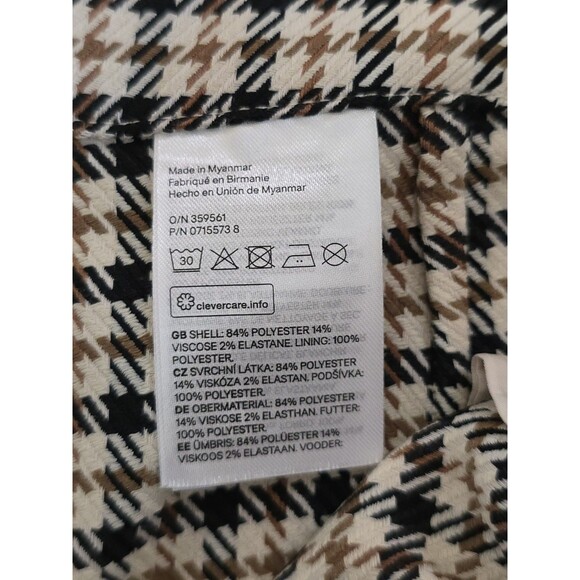 Made in Myanmar
Fabriqué en Birmanie
Hecho en Unión de Myanmar
O/N 359561
P/N 0715573 8
30
clevercare.info
GB SHELL: 84% POLYESTER 14%
VISCOSE 2% ELASTANE. LINING: 100%
POLYESTER.
CZ SVRCHNÍ LÁTKA: 84% POLYESTER
14% VISKÓZA 2% ELASTAN. PODŠÍVKA:
100% POLYESTER.
DE OBERMATERIAL: 84% POLYESTER
14% VISKOSE 2% ELASTHAN. FUTTER:
100% POLYESTER.
EE ÜMBRIS: 84% POLÜESTER 14%
VISKOOS 2% ELASTAAN. VOODER: